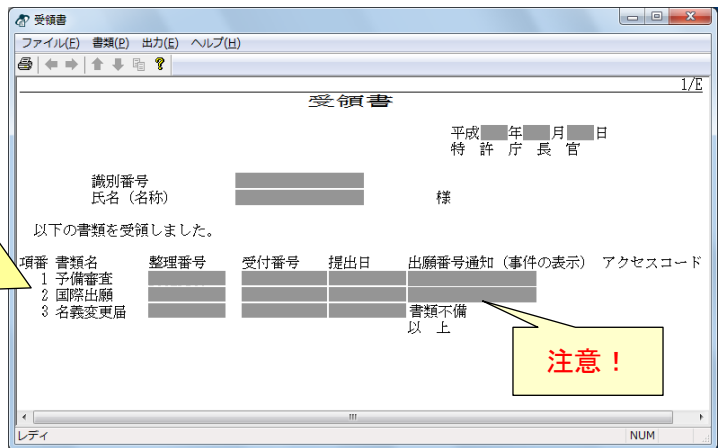 受領書
ファイル(F) 書類(P) 出力(E) ヘルプ(H)
1/E
受領書
平成 年 月 日
特 許 庁 長 官
識別番号
氏名（名称） 様
以下の書類を受領しました。
項番 書類名 整理番号 受付番号 提出日 出願番号通知（事件の表示） アクセスコード
1 予備審査
2 国際出願
3 名義変更届 書類不備
以 上
注意！
レディ NUM